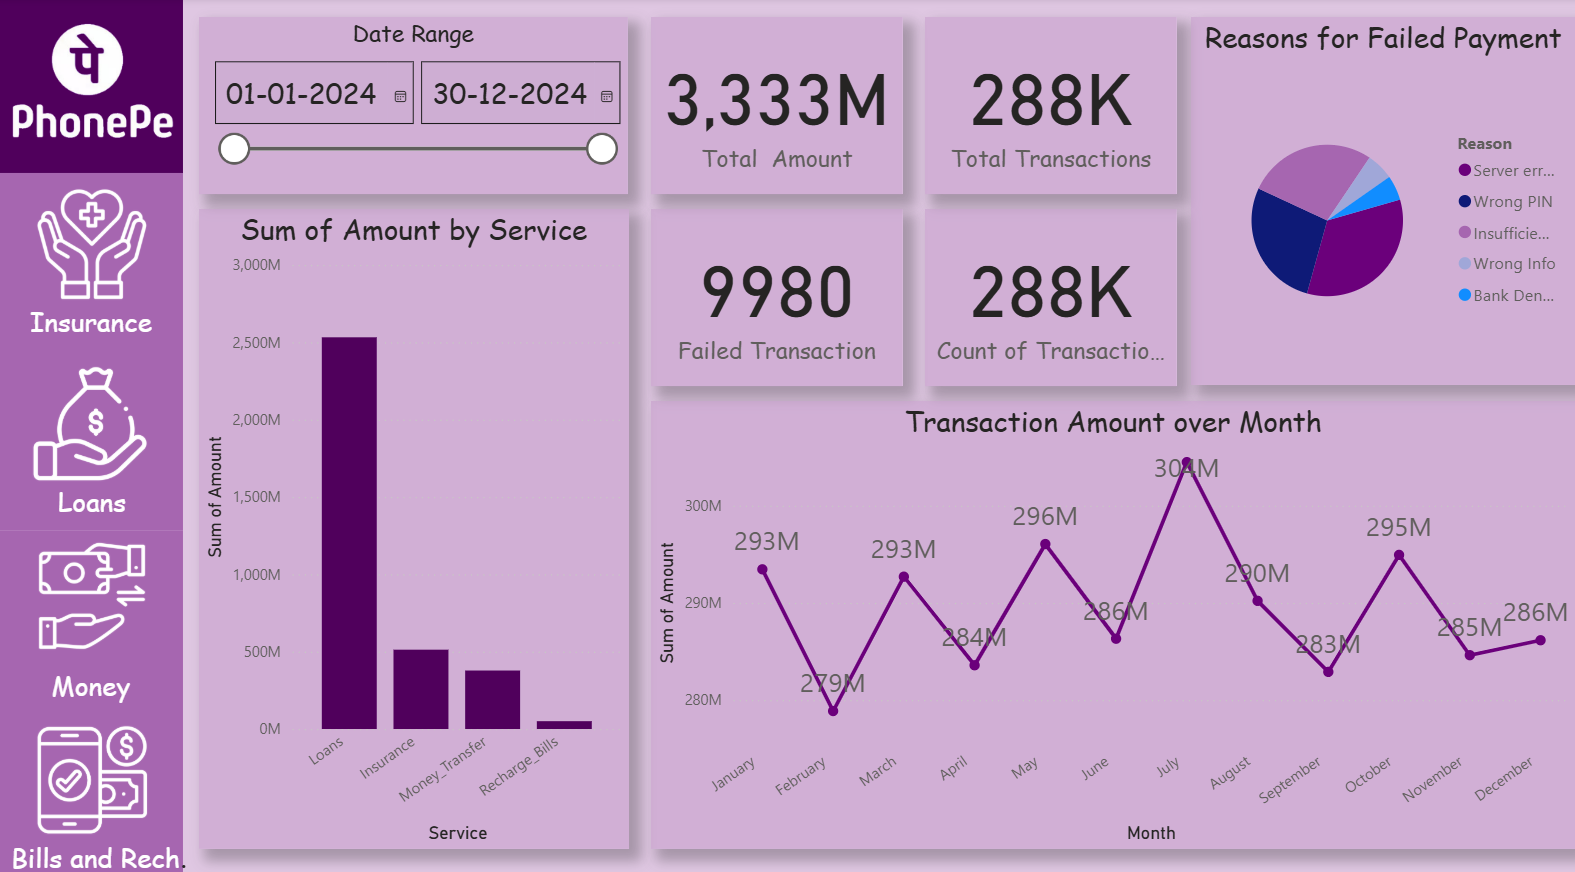 पे
PhonePe
Insurance
Loans
Money
Bills and Rech.
Date Range
01-01-2024
30-12-2024
3,333M
Total Amount
288K
Total Transactions
9980
Failed Transaction
288K
Count of Transactio...
Reasons for Failed Payment
Reason
Server err...
Wrong PIN
Insufficie...
Wrong Info
Bank Den...
Sum of Amount by Service
3,000M
2,500M
2,000M
1,500M
1,000M
500M
0M
Sum of Amount
Loans
Insurance
Money_Transfer
Recharge_Bills
Service
Transaction Amount over Month
300M
290M
280M
Sum of Amount
293M
279M
293M
284M
296M
286M
304M
290M
283M
295M
285M
286M
January
February
March
April
May
June
July
August
September
October
November
December
Month